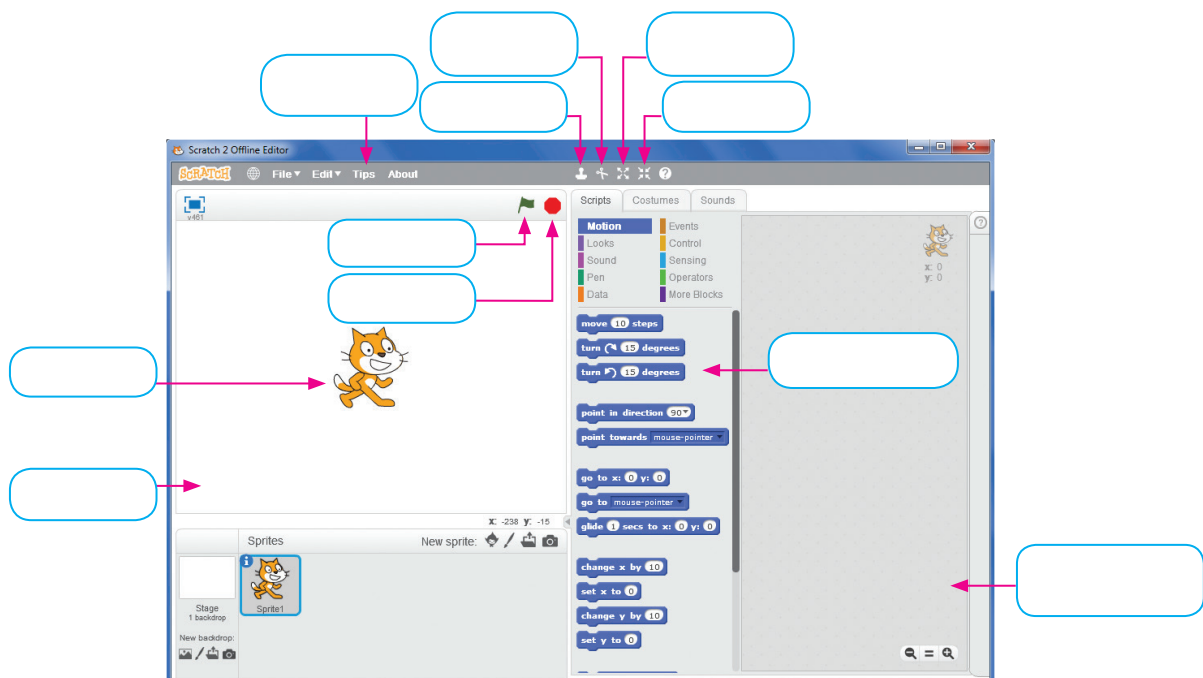 Scratch 2 Offline Editor
SCRATCH File Edit Tips About
y461
Scripts Costumes Sounds
Motion Events
Looks Control
Sound Sensing
Pen Operators
Data More Blocks
x: 0
y: 0
move 10 steps
turn 15 degrees
turn 15 degrees
point in direction 90
point towards mouse-pointer
go to x: 0 y: 0
go to mouse-pointer
glide 1 secs to x: 0 y: 0
change x by 10
set x to 0
change y by 10
set y to 0
X: -238 y: -15
Sprites New sprite:
Stage
1 backdrop
Sprite1
New backdrop: